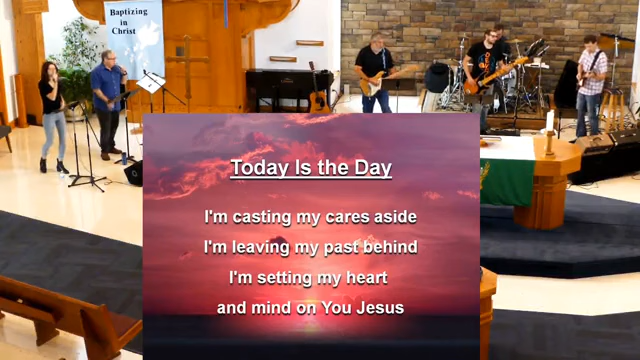 Baptizing
in
Christ
Today Is the Day
I'm casting my cares aside
I'm leaving my past behind
I'm setting my heart
and mind on You Jesus